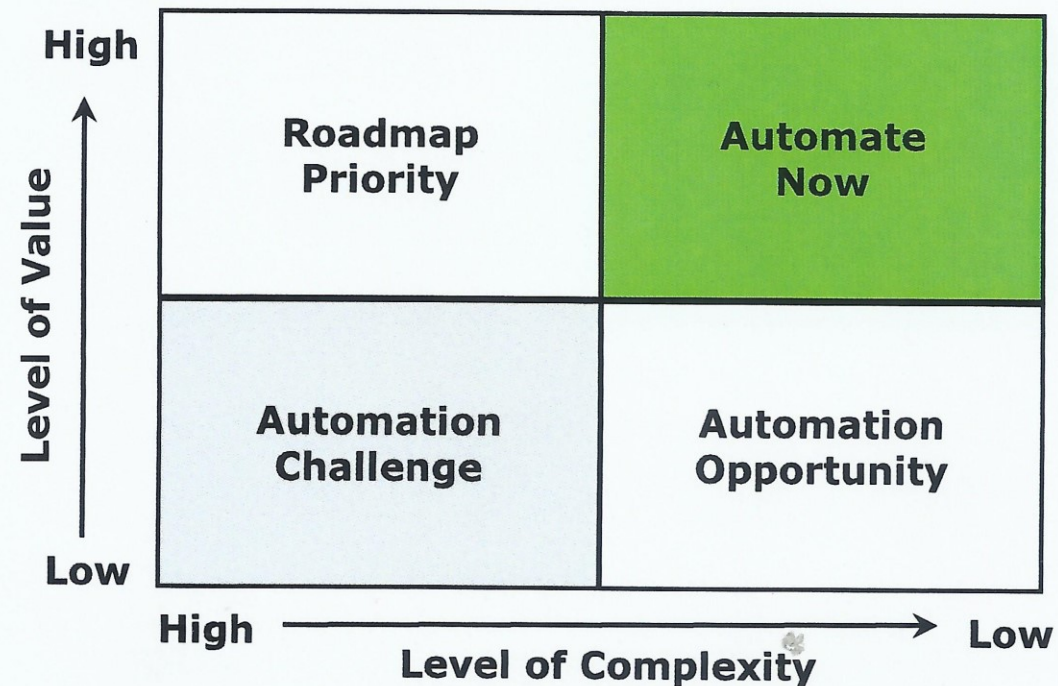 High
Roadmap
Priority
Automate
Now
Level of Value
Automation
Challenge
Automation
Opportunity
Low
High
Low
Level of Complexity